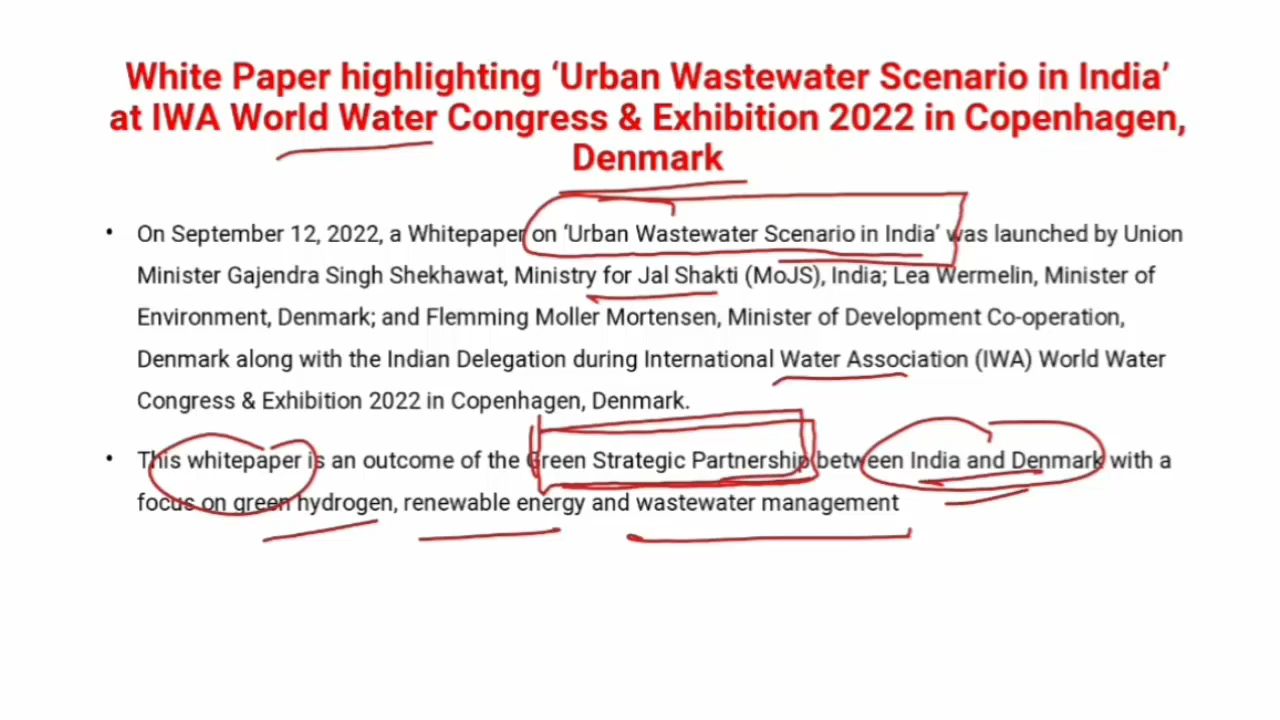 White Paper highlighting ‘Urban Wastewater Scenario in India’
at IWA World Water Congress & Exhibition 2022 in Copenhagen,
Denmark
• On September 12, 2022, a Whitepaper on ‘Urban Wastewater Scenario in India’ was launched by Union
Minister Gajendra Singh Shekhawat, Ministry for Jal Shakti (MoJS), India; Lea Wermelin, Minister of
Environment, Denmark; and Flemming Moller Mortensen, Minister of Development Co-operation,
Denmark along with the Indian Delegation during International Water Association (IWA) World Water
Congress & Exhibition 2022 in Copenhagen, Denmark.
• This whitepaper is an outcome of the Green Strategic Partnership between India and Denmark with a
focus on green hydrogen, renewable energy and wastewater management